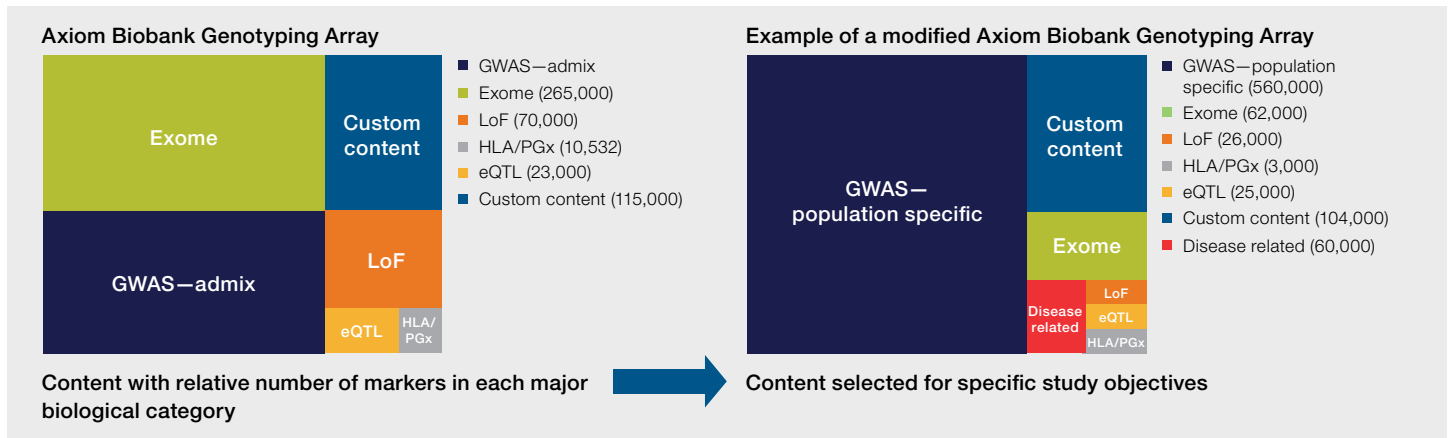 Axiom Biobank Genotyping Array
Exome
Custom
content
GWAS—admix
LoF
eQTL
HLA/
PGx
GWAS—admix
Exome (265,000)
LoF (70,000)
HLA/PGx (10,532)
eQTL (23,000)
Custom content (115,000)
Content with relative number of markers in each major
biological category
Example of a modified Axiom Biobank Genotyping Array
GWAS—
population specific
Custom
content
Exome
Disease
related
LoF
eQTL
HLA/PGx
GWAS—population
specific (560,000)
Exome (62,000)
LoF (26,000)
HLA/PGx (3,000)
eQTL (25,000)
Custom content (104,000)
Disease related (60,000)
Content selected for specific study objectives